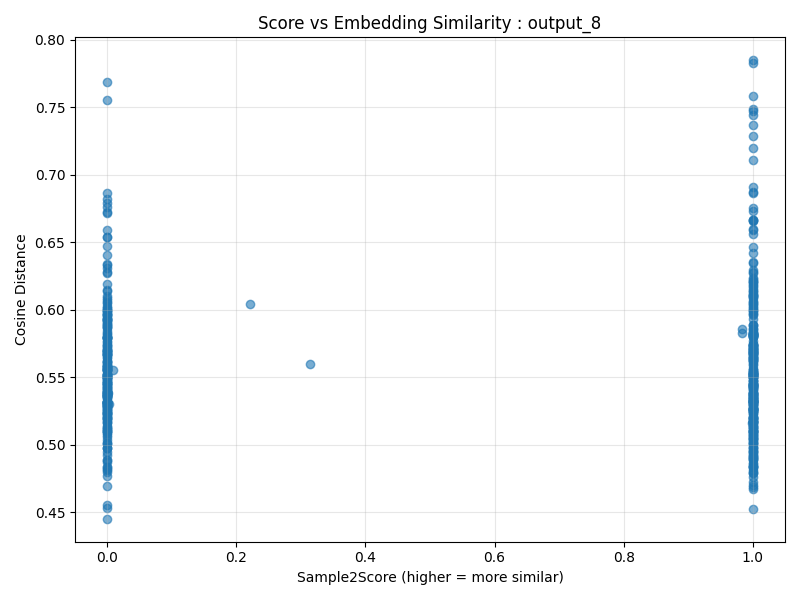 Score vs Embedding Similarity : output_8
Cosine Distance
0.80
0.75
0.70
0.65
0.60
0.55
0.50
0.45
0.0 0.2 0.4 0.6 0.8 1.0
Sample2Score (higher = more similar)